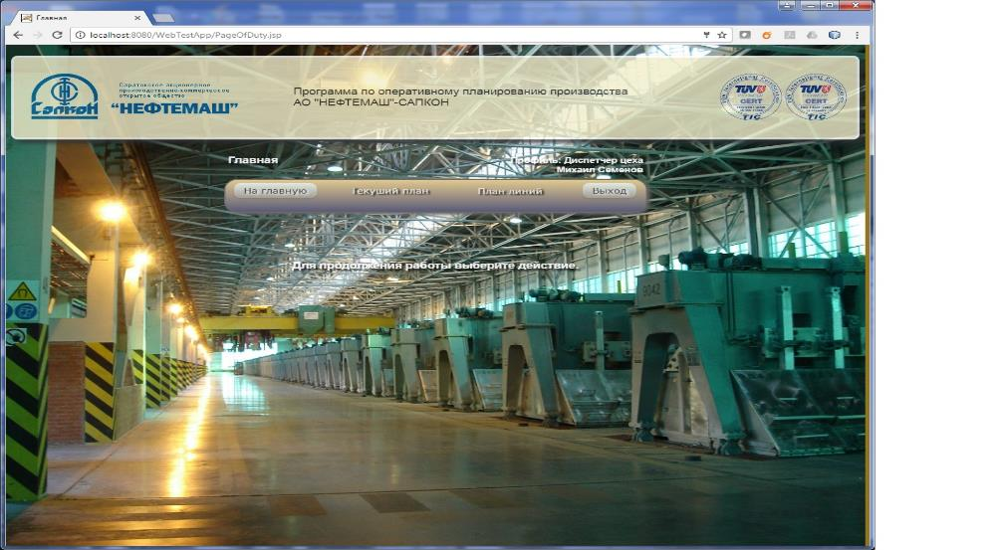 Главная
localhost:8080/WebTestApp/PageOfDuty.jsp
Сапкон
Саратовское акционерное
производственно-коммерческое
открытое общество
“НЕФТЕМАШ”
Программа по оперативному планированию производства
АО "НЕФТЕМАШ"-САПКОН
TUV
CERT
TIC
TUV
CERT
TIC
Главная
Профиль: Диспетчер цеха
Михаил Семенов
На главную
Текущий план
План линий
Выход
Для продолжения работы выберите действие.
9042